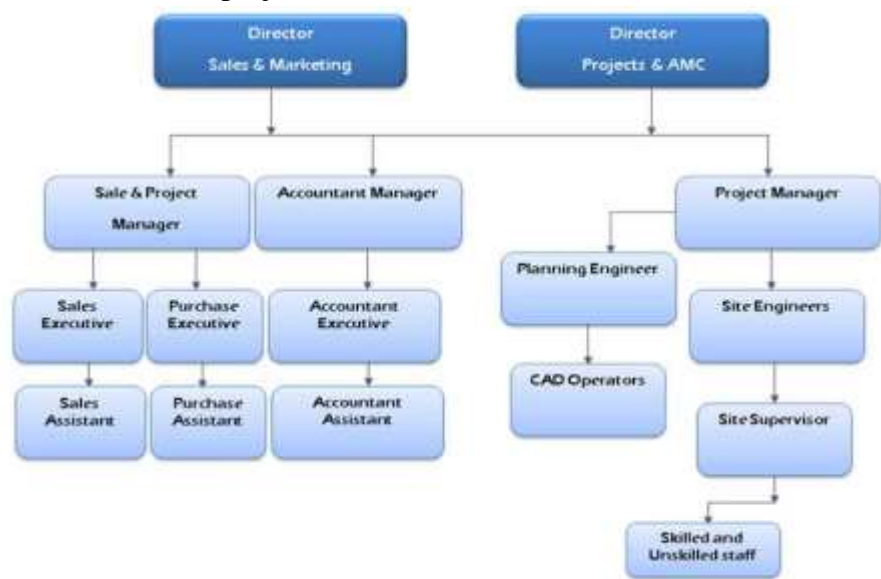 Director
Sales & Marketing
Director
Projects & AMC
Sale & Project
Manager
Accountant Manager
Project Manager
Planning Engineer
Sales
Executive
Purchase
Executive
Accountant
Executive
Site Engineers
CAD Operators
Sales
Assistant
Purchase
Assistant
Accountant
Assistant
Site Supervisor
Skilled and
Unskilled staff